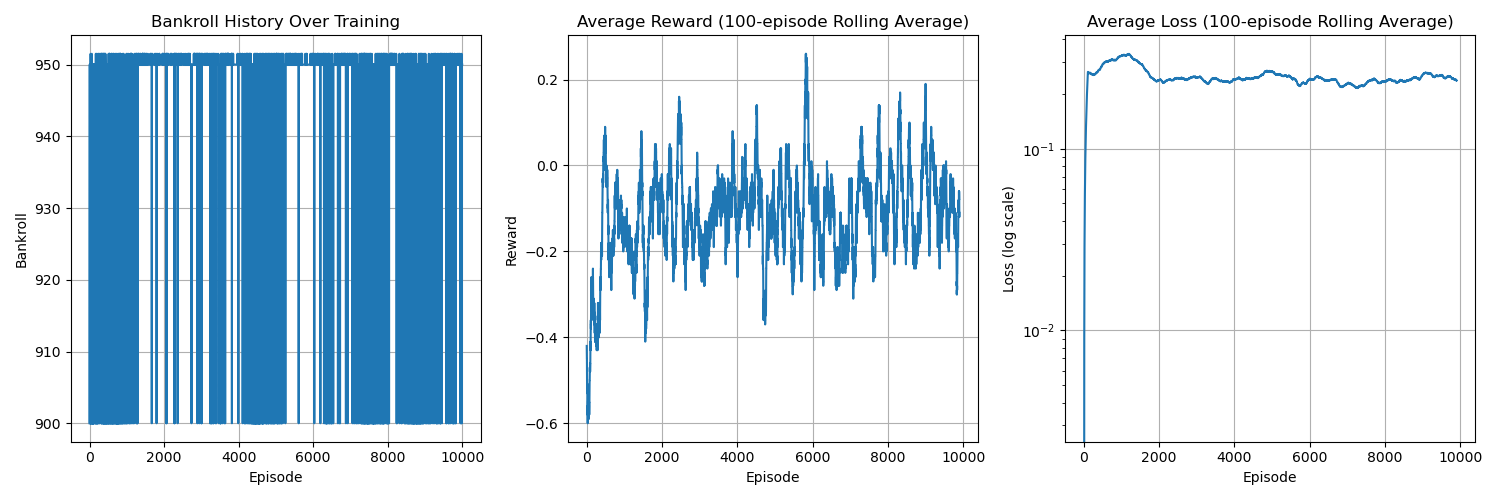 Bankroll History Over Training
950
940
930
920
910
900
Bankroll
0 2000 4000 6000 8000 10000
Episode
Average Reward (100-episode Rolling Average)
0.2
0.0
−0.2
−0.4
−0.6
Reward
0 2000 4000 6000 8000 10000
Episode
Average Loss (100-episode Rolling Average)
10⁻¹
10⁻²
Loss (log scale)
0 2000 4000 6000 8000 10000
Episode